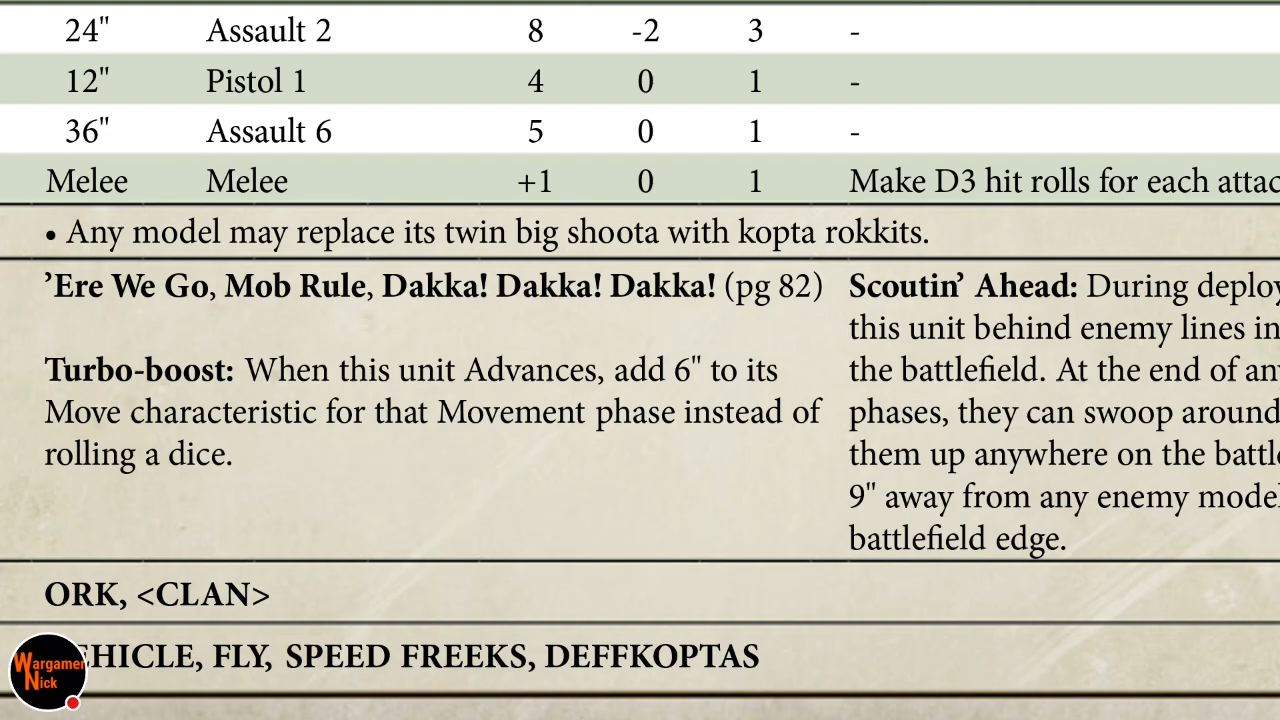 24" Assault 2 8 -2 3 -
12" Pistol 1 4 0 1 -
36" Assault 6 5 0 1 -
Melee Melee +1 0 1 Make D3 hit rolls for each attac
• Any model may replace its twin big shoota with kopta rokkits.
’Ere We Go, Mob Rule, Dakka! Dakka! Dakka! (pg 82)
Turbo-boost: When this unit Advances, add 6" to its
Move characteristic for that Movement phase instead of
rolling a dice.
Scoutin’ Ahead: During deploy
this unit behind enemy lines in
the battlefield. At the end of an
phases, they can swoop around
them up anywhere on the battle
9" away from any enemy model
battlefield edge.
ORK, <CLAN>
EHICLE, FLY, SPEED FREEKS, DEFFKOPTAS
Wargamer
Nick